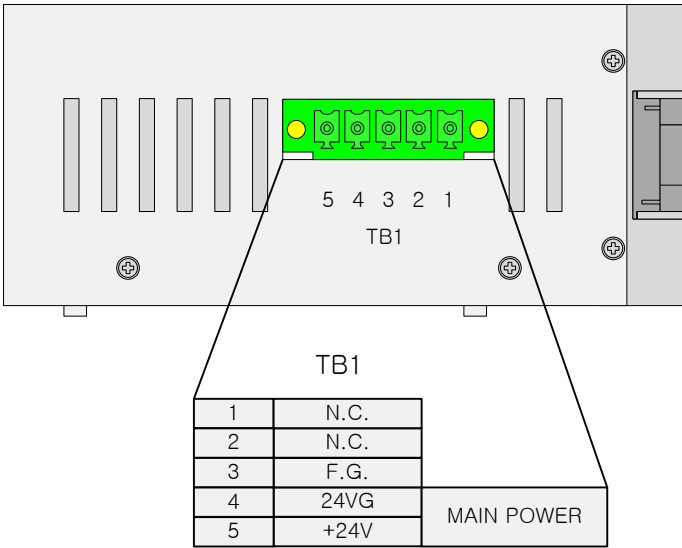 5 4 3 2 1
TB1
TB1
1 N.C.
2 N.C.
3 F.G.
4 24VG MAIN POWER
5 +24V